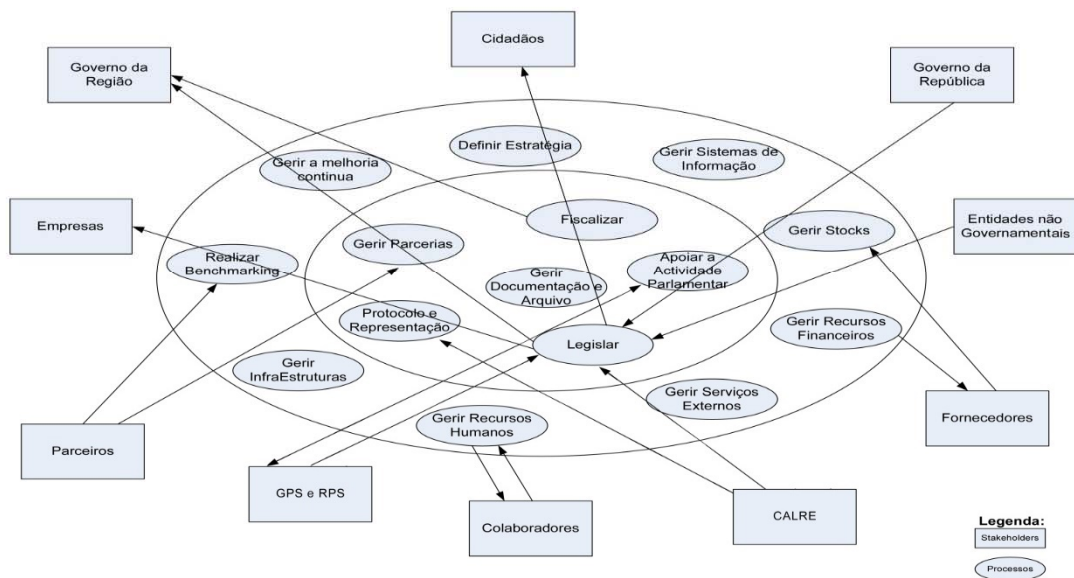 Cidadãos
Governo da
Região
Governo da
República
Definir Estratégia
Gerir a melhoria
continua
Gerir Sistemas de
Informação
Empresas
Fiscalizar
Entidades não
Governamentais
Gerir Stocks
Gerir Parcerias
Realizar
Benchmarking
Apoiar a
Actividade
Parlamentar
Gerir
Documentação e
Arquivo
Protocolo e
Representação
Gerir Recursos
Financeiros
Legislar
Gerir
InfraEstruturas
Gerir Serviços
Externos
Gerir Recursos
Humanos
Fornecedores
Parceiros
GPS e RPS
Colaboradores
CALRE
Legenda:
Stakeholders
Processos